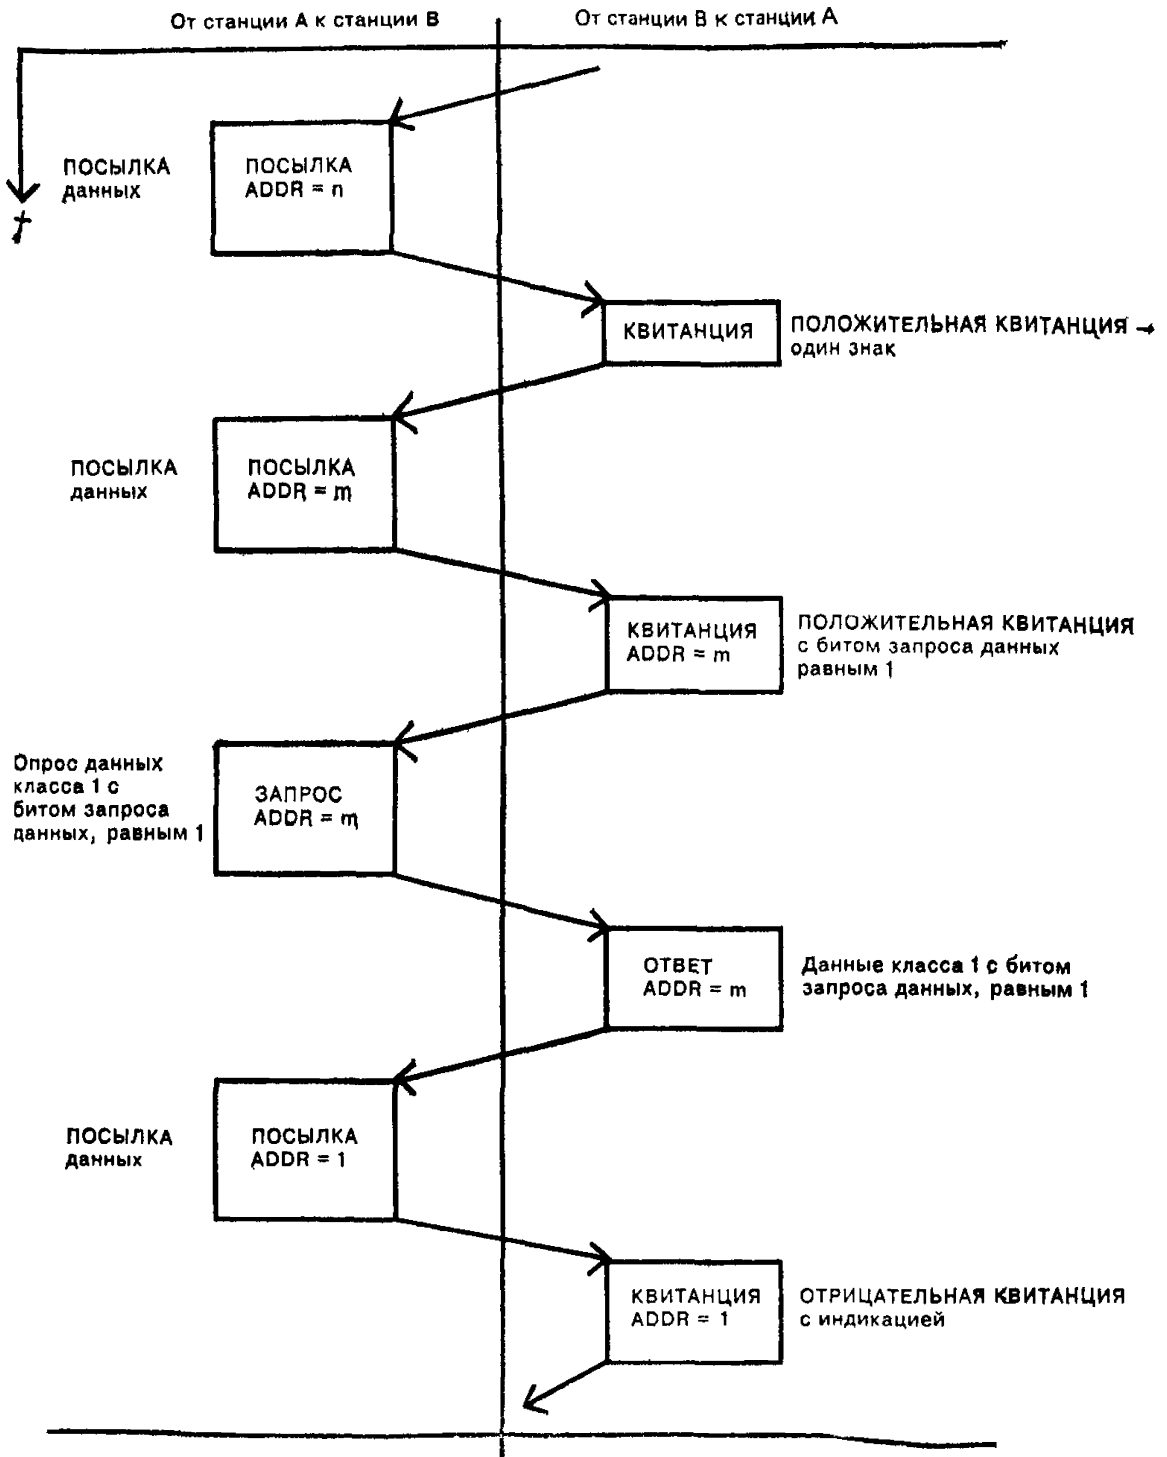 От станции А к станции В
От станции В к станции А
t
ПОСЫЛКА
данных
ПОСЫЛКА
ADDR = n
КВИТАНЦИЯ
ПОЛОЖИТЕЛЬНАЯ КВИТАНЦИЯ →
один знак
ПОСЫЛКА
данных
ПОСЫЛКА
ADDR = m
КВИТАНЦИЯ
ADDR = m
ПОЛОЖИТЕЛЬНАЯ КВИТАНЦИЯ
с битом запроса данных
равным 1
Опрос данных
класса 1 с
битом запроса
данных, равным 1
ЗАПРОС
ADDR = m
ОТВЕТ
ADDR = m
Данные класса 1 с битом
запроса данных, равным 1
ПОСЫЛКА
данных
ПОСЫЛКА
ADDR = 1
КВИТАНЦИЯ
ADDR = 1
ОТРИЦАТЕЛЬНАЯ КВИТАНЦИЯ
с индикацией